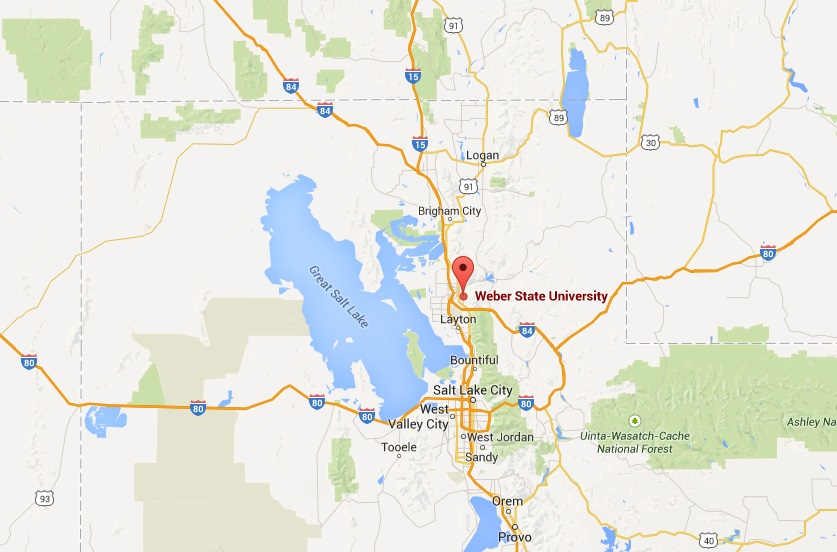 91
89
15
84
84
89
15
30
Logan
91
Brigham City
80
Great Salt Lake
Weber State University
Layton
84
80
Bountiful
Salt Lake City
80
80
80
80
West
Valley City
West Jordan
Uinta-Wasatch-Cache
National Forest
Ashley Na
Tooele
Sandy
93
Orem
Provo
40